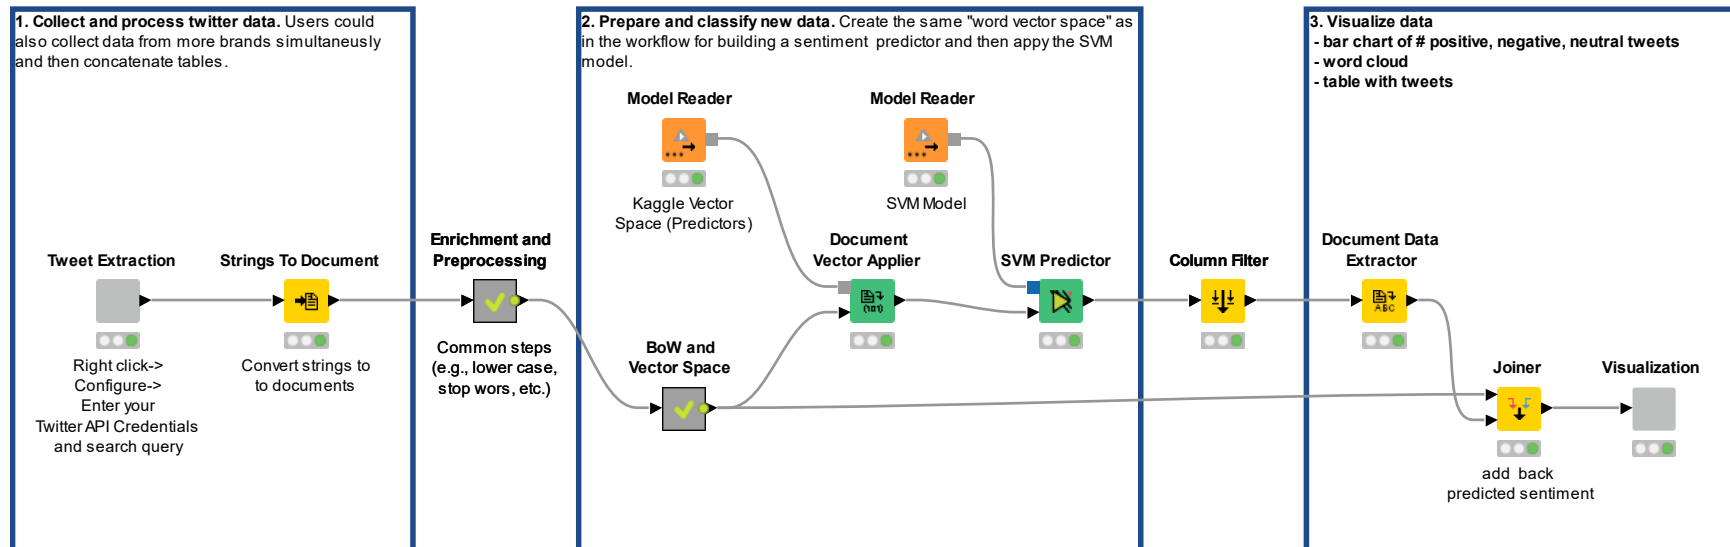 1. Collect and process twitter data. Users could
also collect data from more brands simultaneusly
and then concatenate tables.
2. Prepare and classify new data. Create the same "word vector space" as
in the workflow for building a sentiment predictor and then appy the SVM
model.
3. Visualize data
- bar chart of # positive, negative, neutral tweets
- word cloud
- table with tweets
Model Reader
Kaggle Vector
Space (Predictors)
Model Reader
SVM Model
Tweet Extraction
Right click->
Configure->
Enter your
Twitter API Credentials
and search query
Strings To Document
Convert strings to
to documents
Enrichment and
Preprocessing
Common steps
(e.g., lower case,
stop wors, etc.)
BoW and
Vector Space
Document
Vector Applier
(101)
SVM Predictor
Column Filter
Document Data
Extractor
ABC
Joiner
add back
predicted sentiment
Visualization